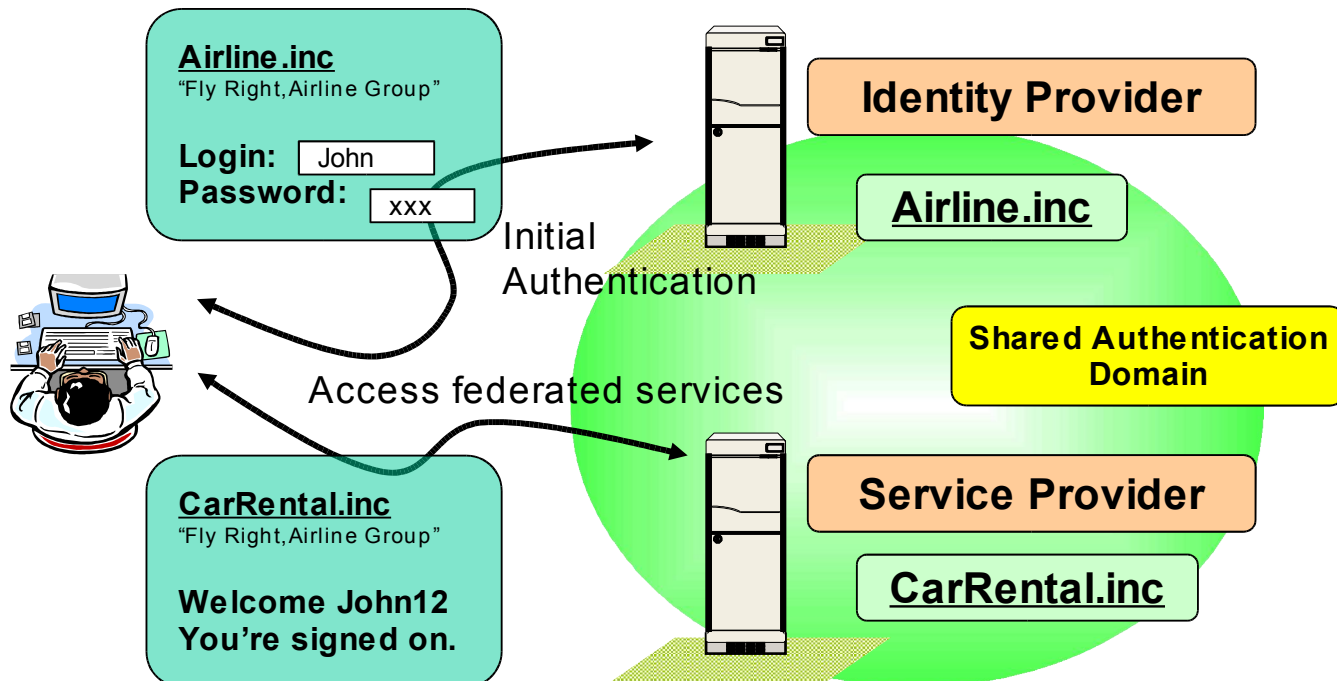 Airline.inc
“Fly Right,Airline Group”
Login: John
Password: xxx
Identity Provider
Airline.inc
Initial
Authentication
Shared Authentication
Domain
Access federated services
CarRental.inc
“Fly Right,Airline Group”
Welcome John12
You’re signed on.
Service Provider
CarRental.inc